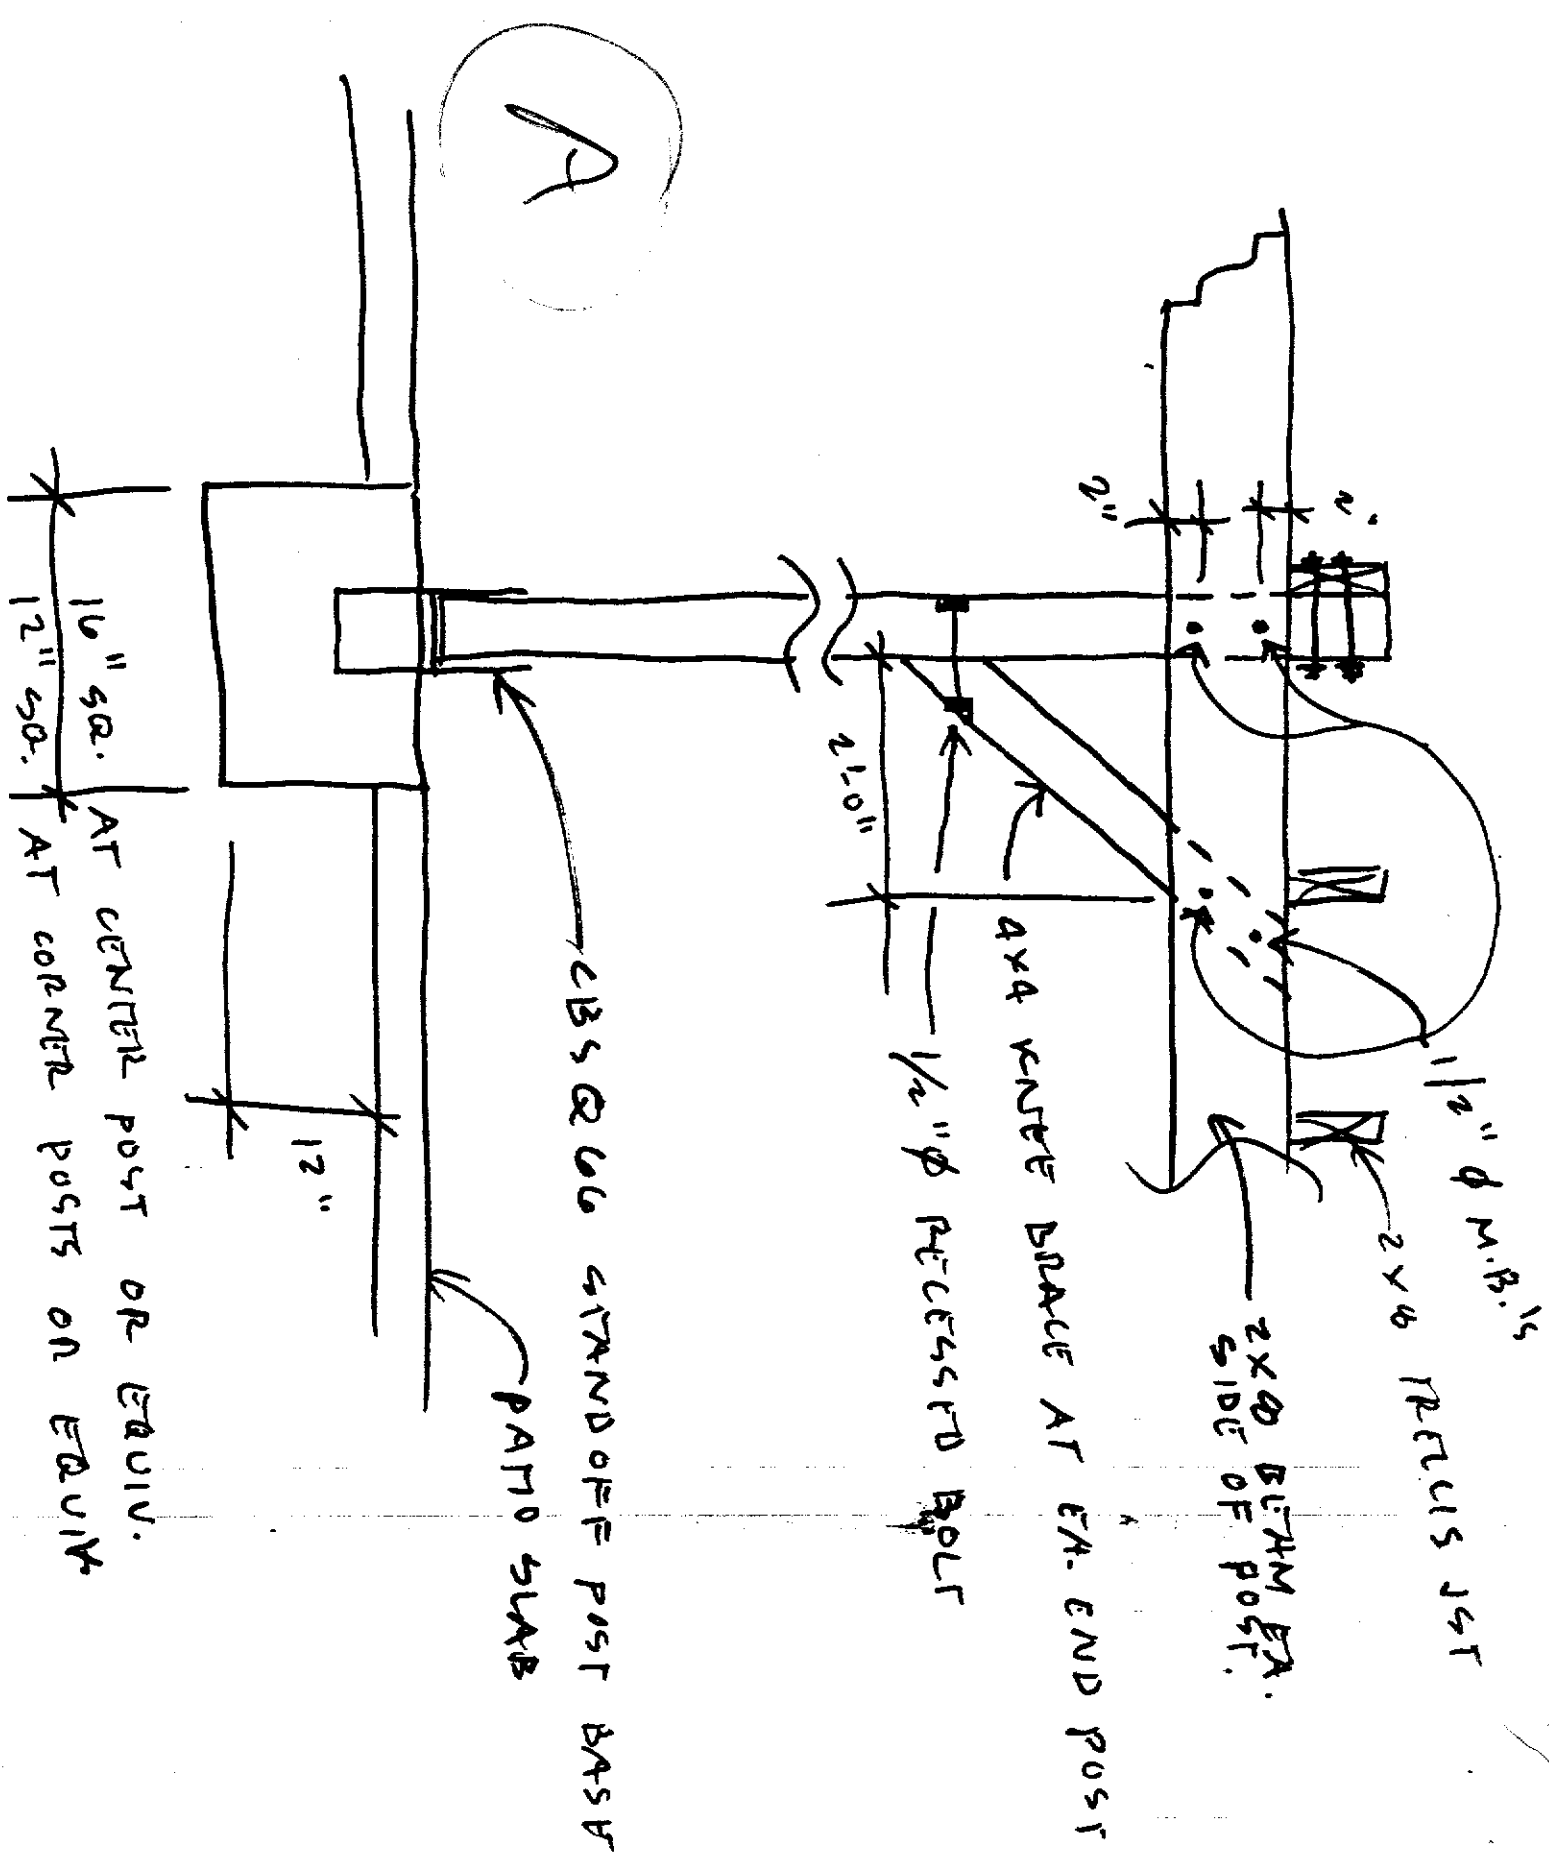 1/2" ø M.B.'s
2x6 TRELLIS JST
2"
2x8 BEAM EA.
SIDE OF POST.
2"
4x4 KNEE BRACE AT EA. END POST
1/2" ø RECESSED BOLT
2'-0"
CBSQ66 STANDOFF POST BASE
A
PATIO SLAB
12"
16" SQ. AT CENTER POST OR EQUIV.
12" SQ. AT CORNER POSTS OR EQUIV